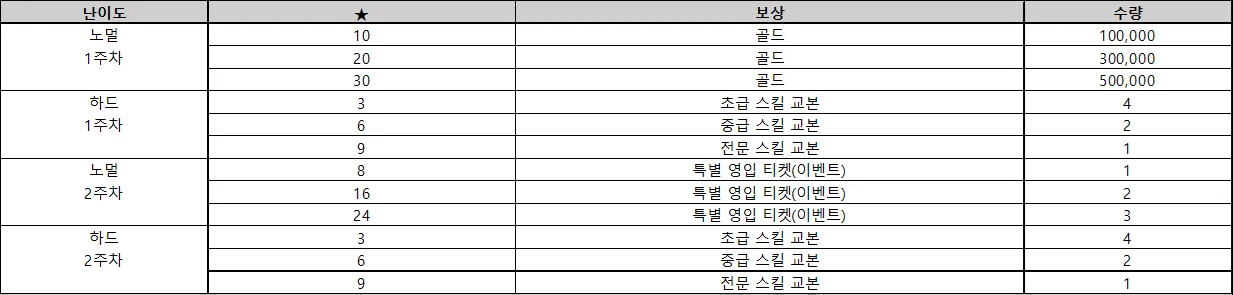 난이도 ★ 보상 수량
노멀 10 골드 100,000
1주차 20 골드 300,000
30 골드 500,000
하드 3 초급 스킬 교본 4
1주차 6 중급 스킬 교본 2
9 전문 스킬 교본 1
노멀 8 특별 영입 티켓(이벤트) 1
2주차 16 특별 영입 티켓(이벤트) 2
24 특별 영입 티켓(이벤트) 3
하드 3 초급 스킬 교본 4
2주차 6 중급 스킬 교본 2
9 전문 스킬 교본 1